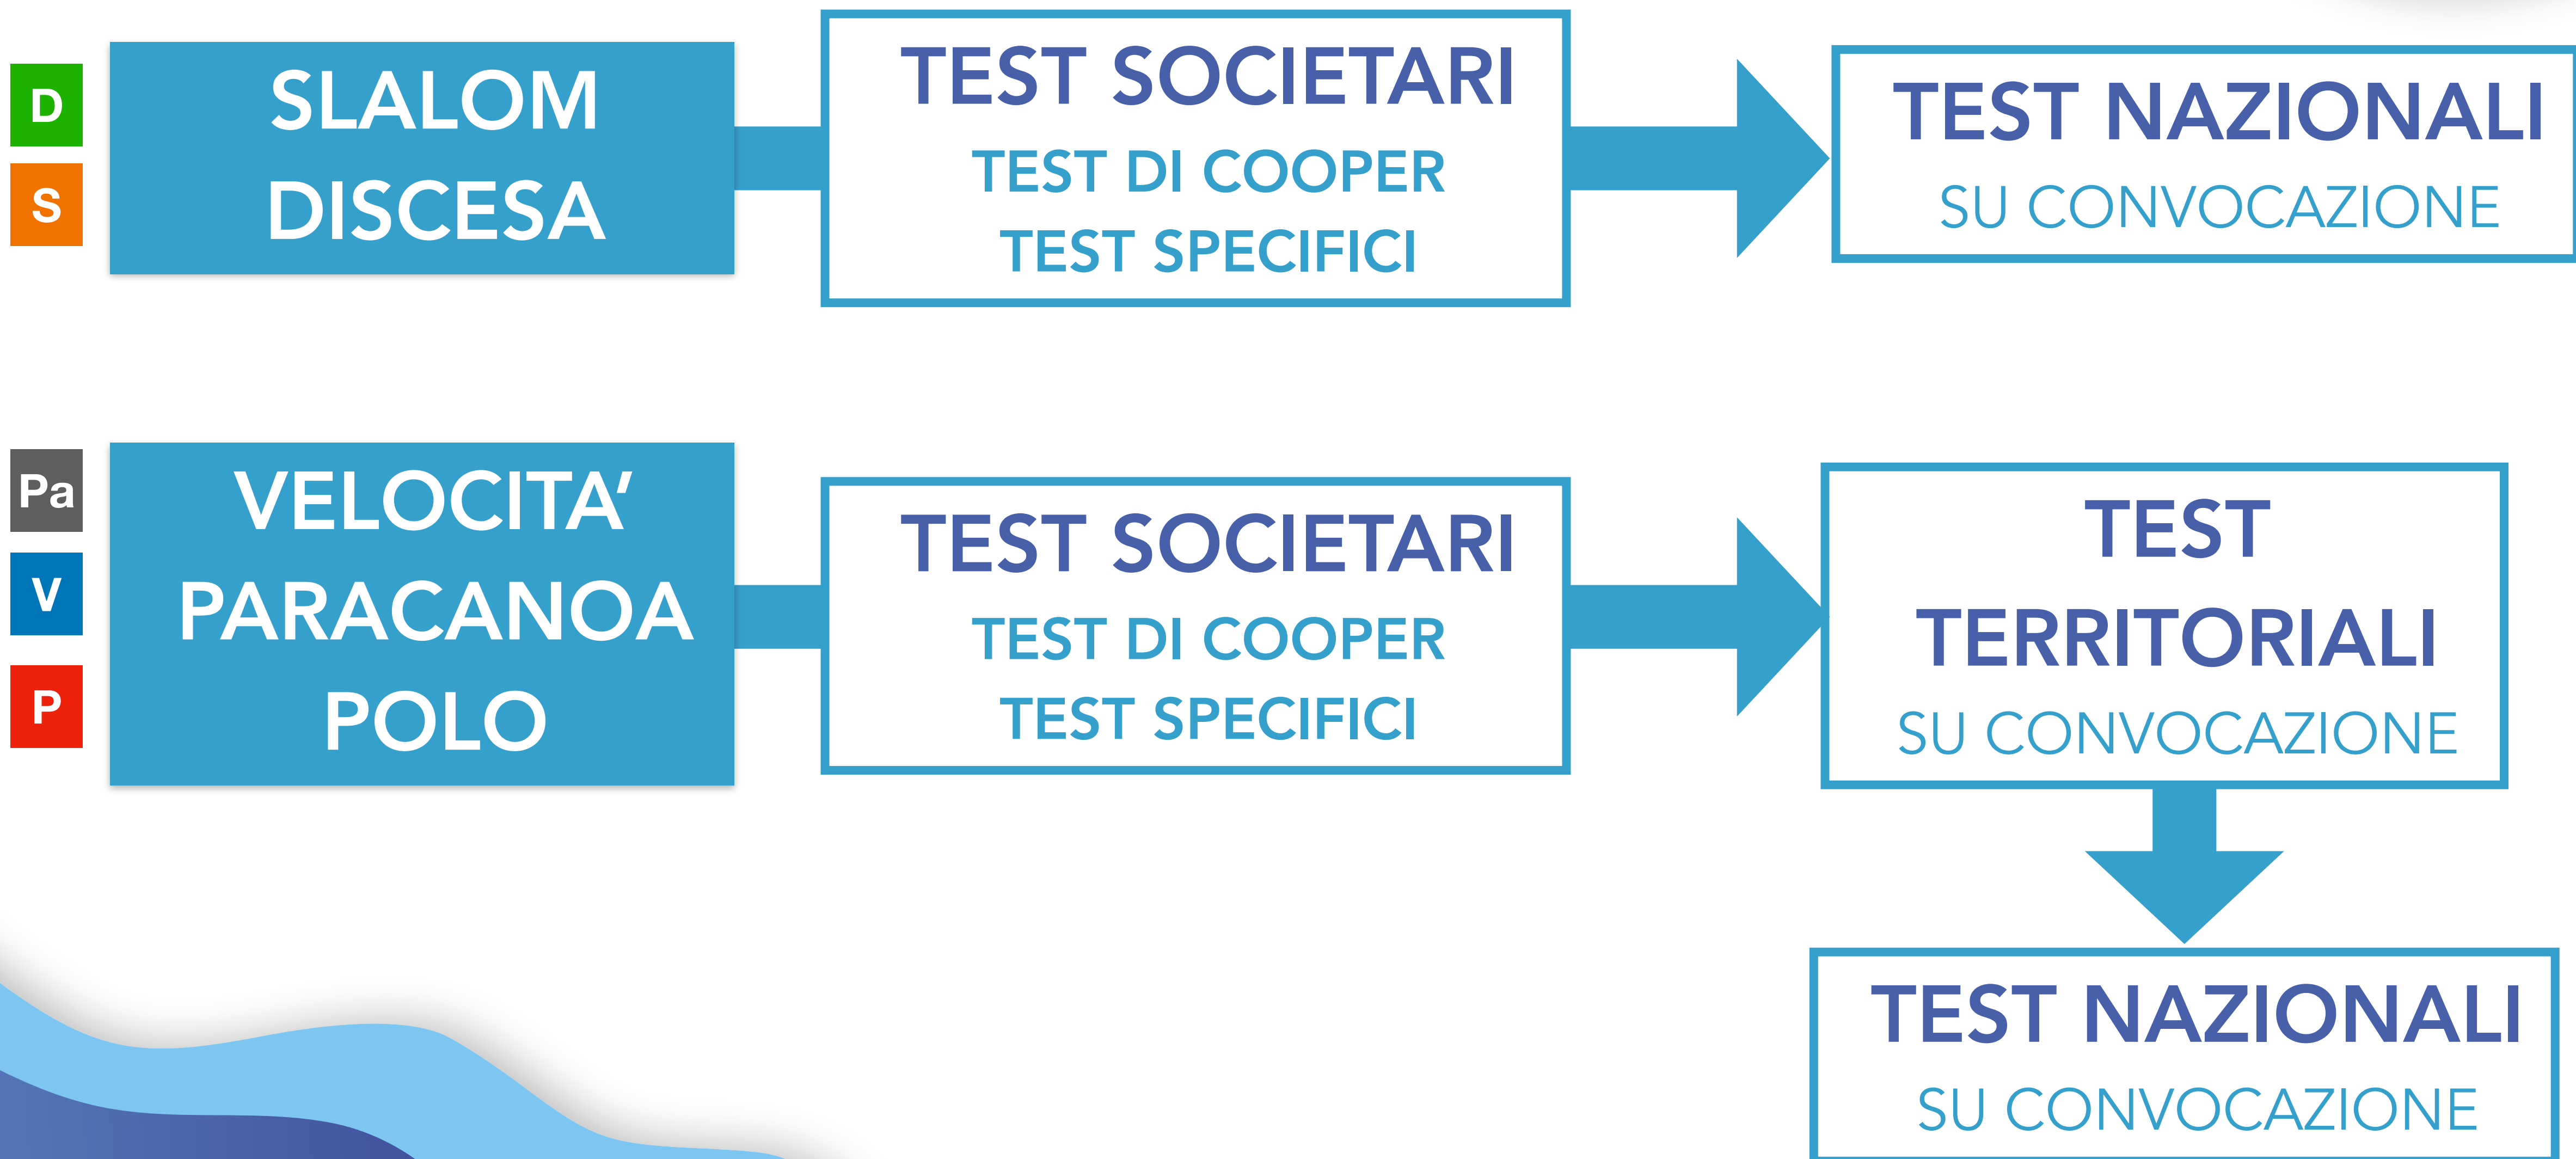 D
S
SLALOM
DISCESA
TEST SOCIETARI
TEST DI COOPER
TEST SPECIFICI
TEST NAZIONALI
SU CONVOCAZIONE
Pa
V
P
VELOCITA’
PARACANOA
POLO
TEST SOCIETARI
TEST DI COOPER
TEST SPECIFICI
TEST
TERRITORIALI
SU CONVOCAZIONE
TEST NAZIONALI
SU CONVOCAZIONE